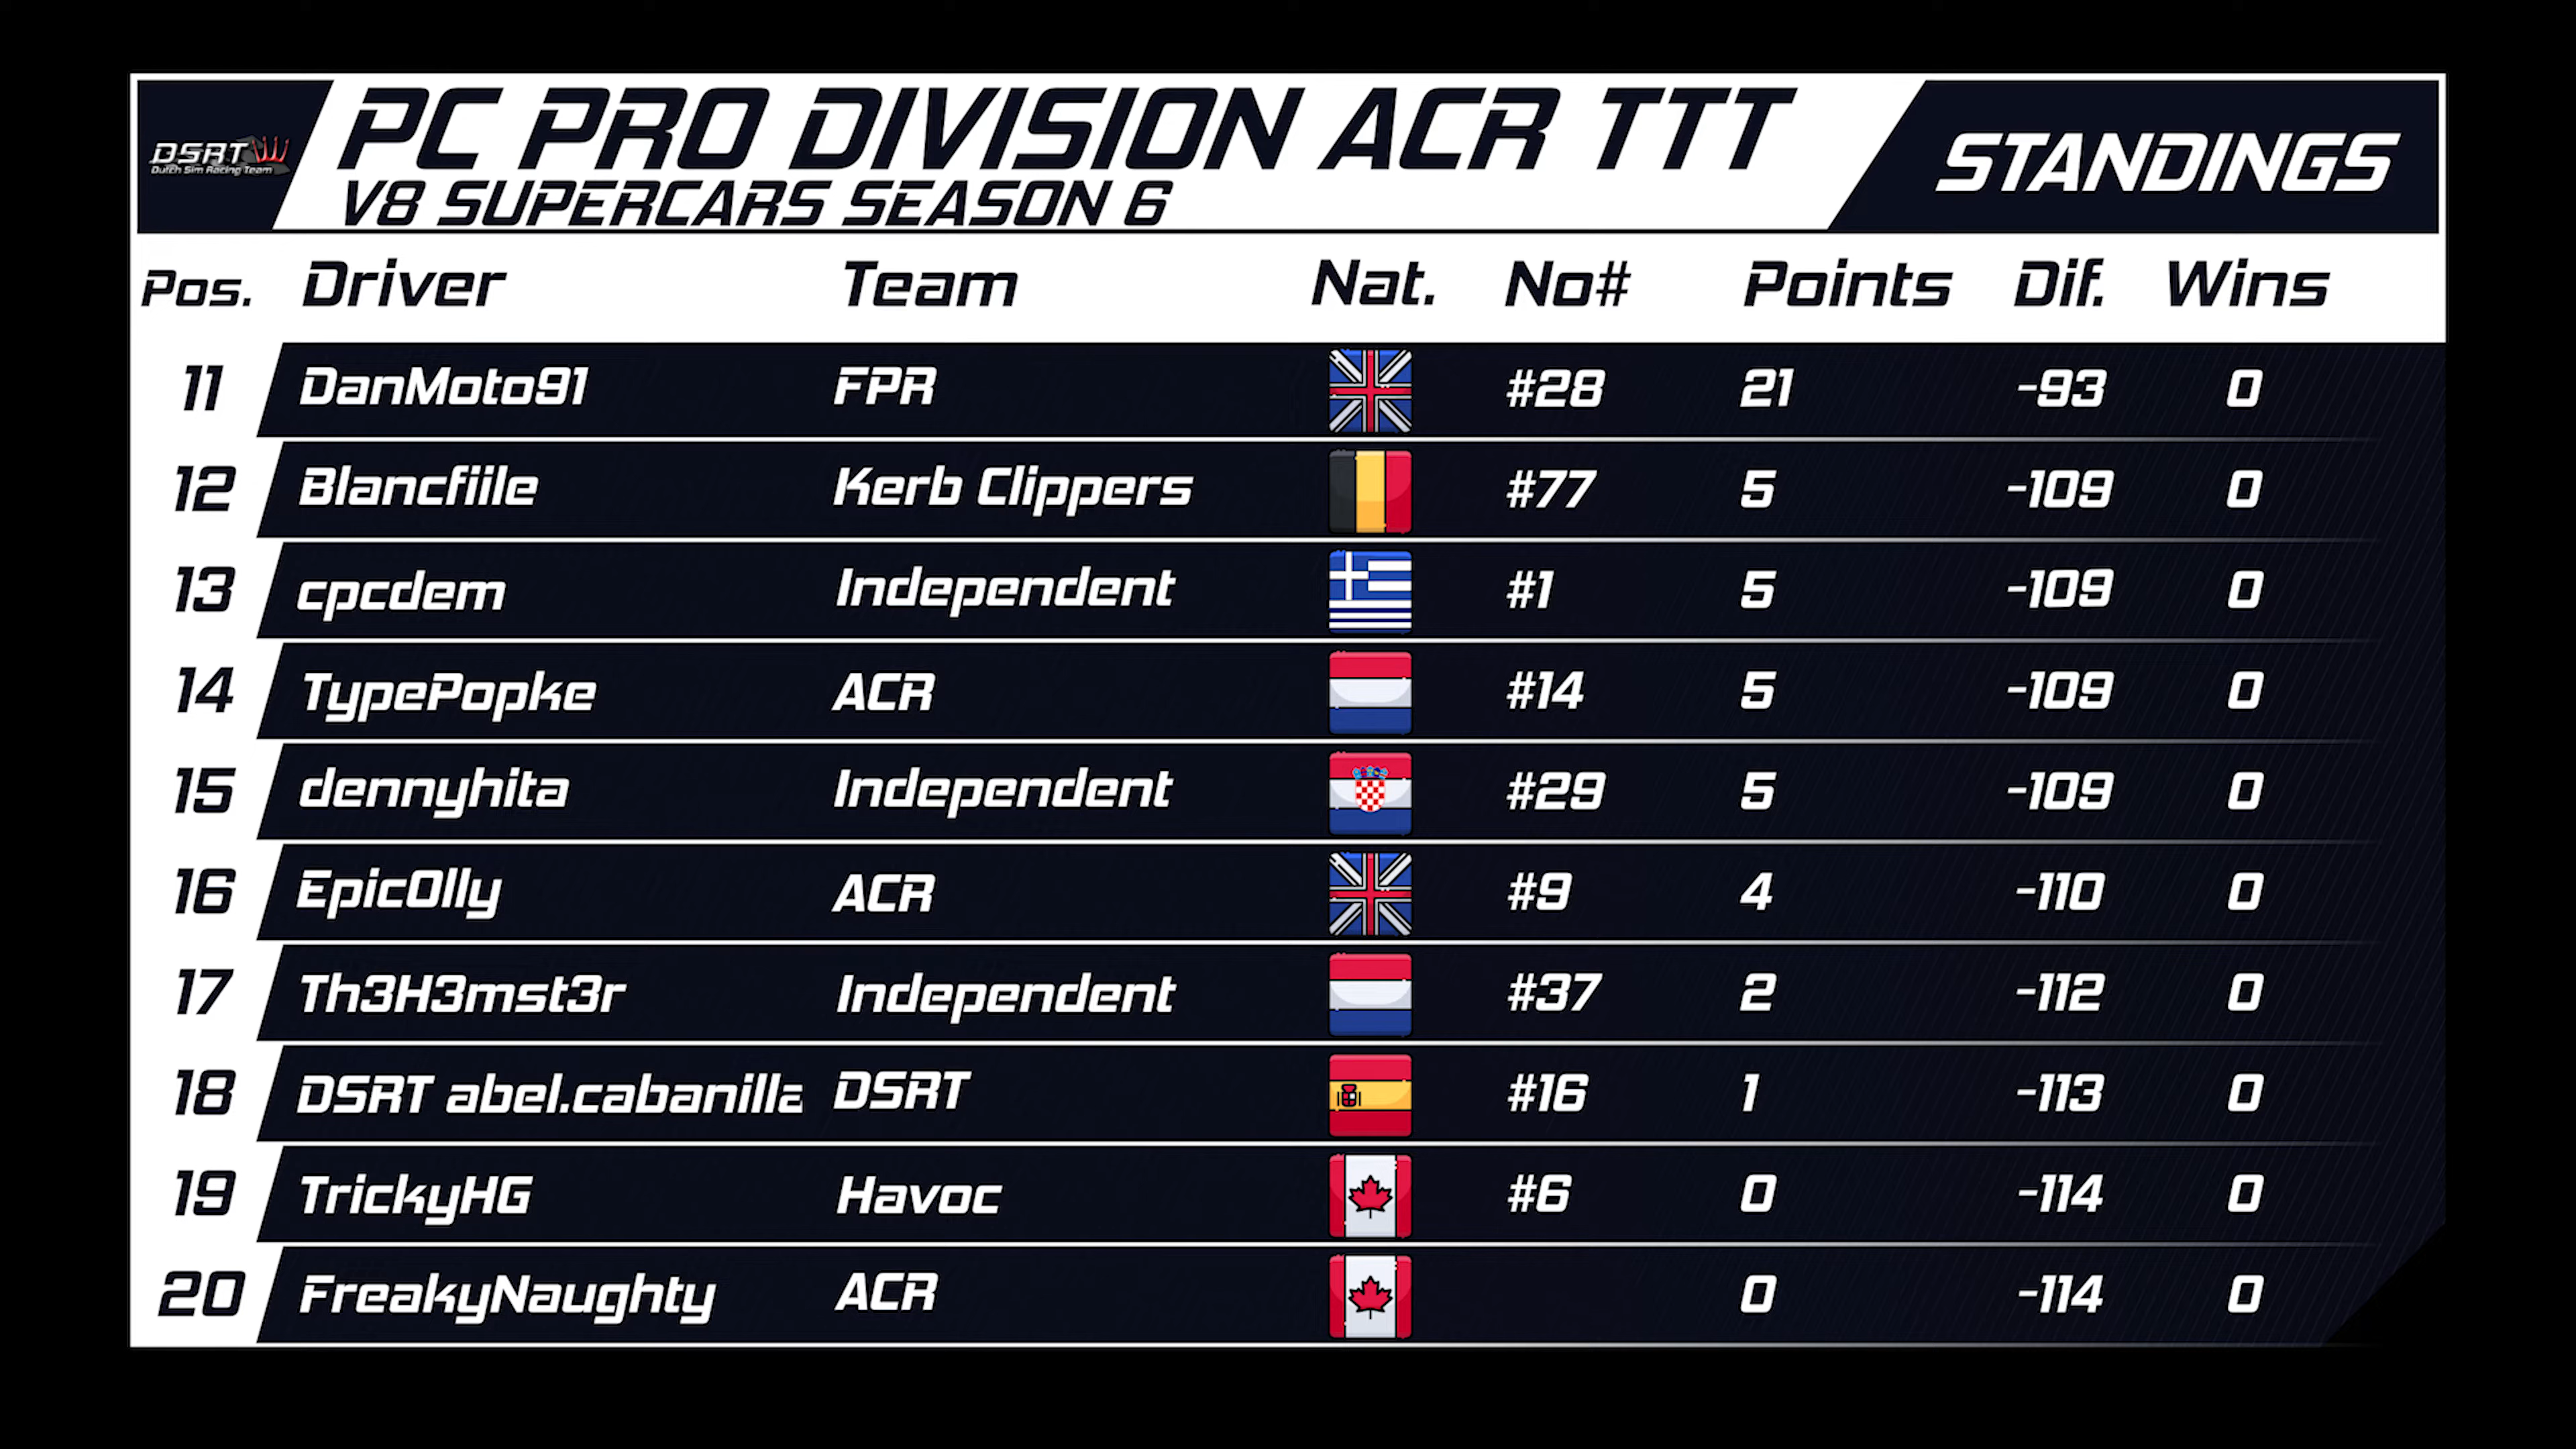 DSRT
Dutch Sim Racing Team
PC PRO DIVISION ACR TTT
V8 SUPERCARS SEASON 6
STANDINGS
Pos. Driver Team Nat. No# Points Dif. Wins
11 DanMoto91 FPR #28 21 -93 0
12 Blancfiile Kerb Clippers #77 5 -109 0
13 cpcdem Independent #1 5 -109 0
14 TypePopke ACR #14 5 -109 0
15 dennyhita Independent #29 5 -109 0
16 EpicOlly ACR #9 4 -110 0
17 Th3H3mst3r Independent #37 2 -112 0
18 DSRT abel.cabanilla DSRT #16 1 -113 0
19 TrickyHG Havoc #6 0 -114 0
20 FreakyNaughty ACR 0 -114 0